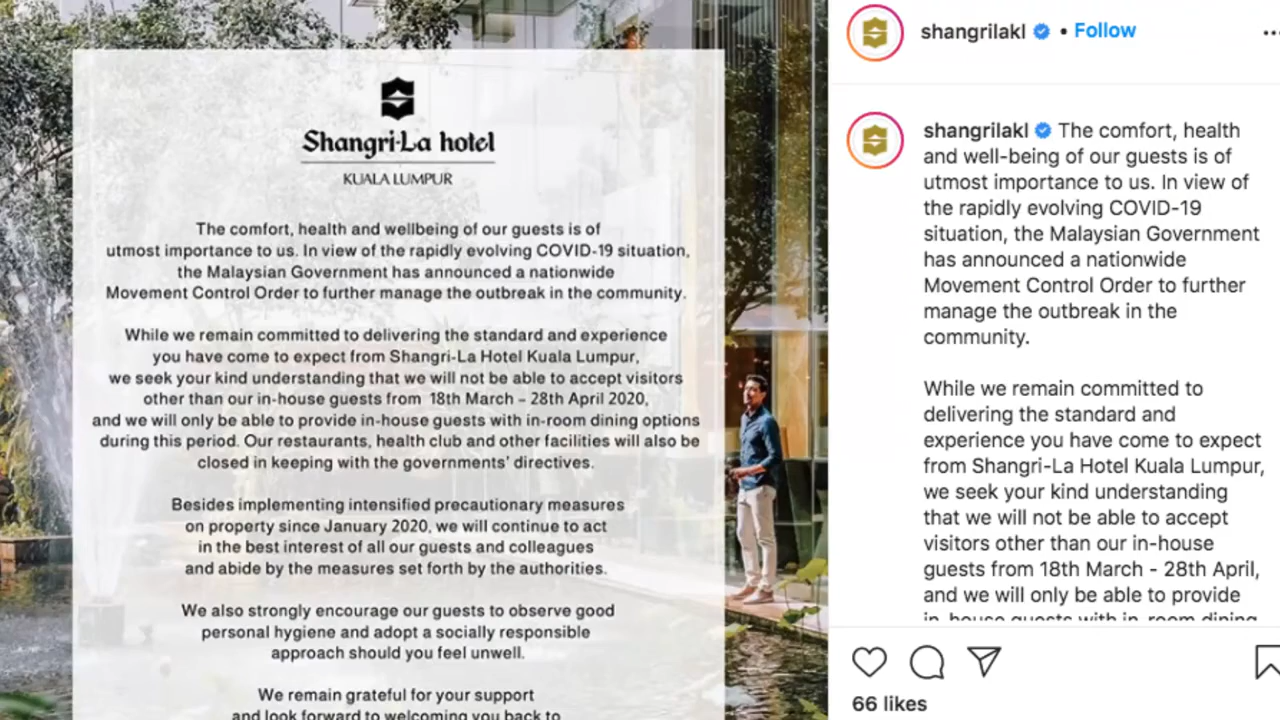 Shangri-La hotel
KUALA LUMPUR
The comfort, health and wellbeing of our guests is of
utmost importance to us. In view of the rapidly evolving COVID-19 situation,
the Malaysian Government has announced a nationwide
Movement Control Order to further manage the outbreak in the community.
While we remain committed to delivering the standard and experience
you have come to expect from Shangri-La Hotel Kuala Lumpur,
we seek your kind understanding that we will not be able to accept visitors
other than our in-house guests from 18th March – 28th April 2020,
and we will only be able to provide in-house guests with in-room dining options
during this period. Our restaurants, health club and other facilities will also be
closed in keeping with the governments' directives.
Besides implementing intensified precautionary measures
on property since January 2020, we will continue to act
in the best interest of all our guests and colleagues
and abide by the measures set forth by the authorities.
We also strongly encourage our guests to observe good
personal hygiene and adopt a socially responsible
approach should you feel unwell.
We remain grateful for your support
and look forward to welcoming you back to
shangrilakl • Follow
shangrilakl The comfort, health
and well-being of our guests is of
utmost importance to us. In view of
the rapidly evolving COVID-19
situation, the Malaysian Government
has announced a nationwide
Movement Control Order to further
manage the outbreak in the
community.
While we remain committed to
delivering the standard and
experience you have come to expect
from Shangri-La Hotel Kuala Lumpur,
we seek your kind understanding
that we will not be able to accept
visitors other than our in-house
guests from 18th March - 28th April,
and we will only be able to provide
in-house guests with in-room dining
66 likes